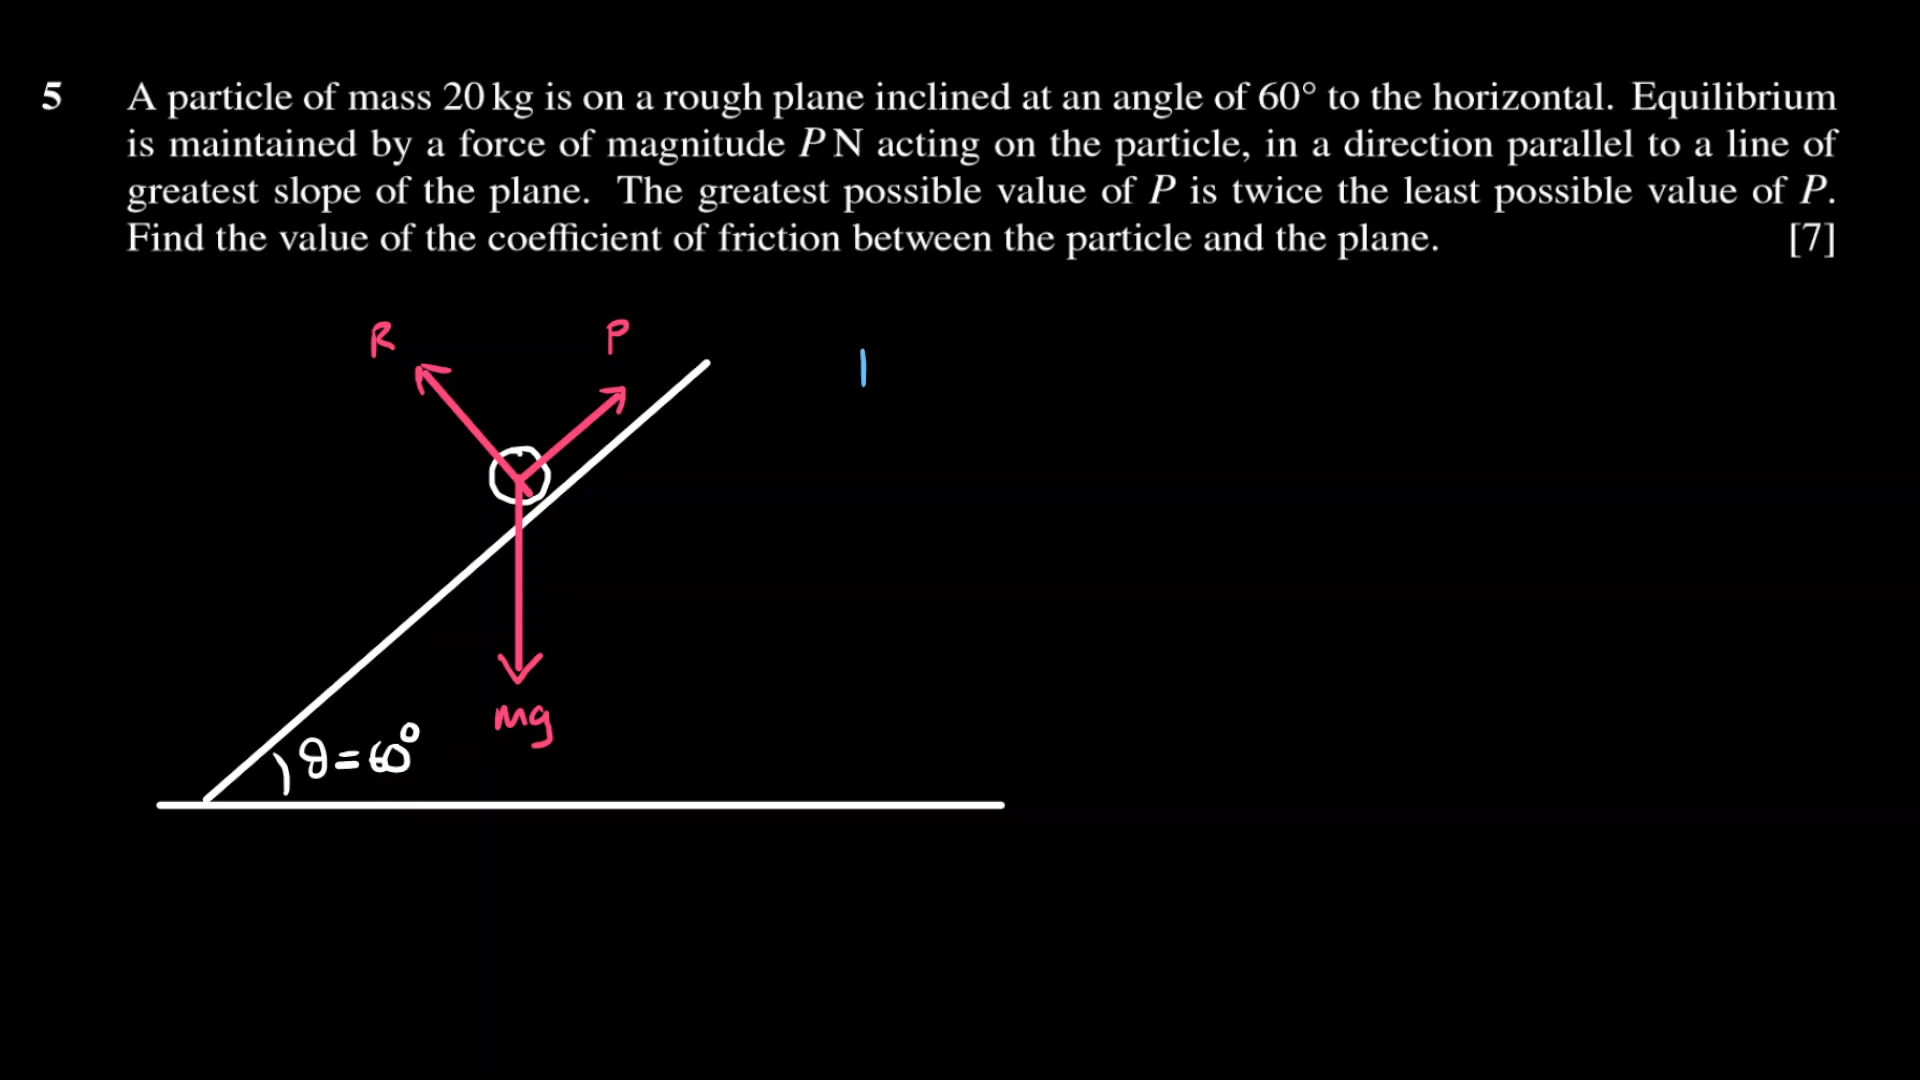 5 A particle of mass 20 kg is on a rough plane inclined at an angle of 60° to the horizontal. Equilibrium
is maintained by a force of magnitude P N acting on the particle, in a direction parallel to a line of
greatest slope of the plane. The greatest possible value of P is twice the least possible value of P.
Find the value of the coefficient of friction between the particle and the plane. [7]
R
P
mg
θ=60°